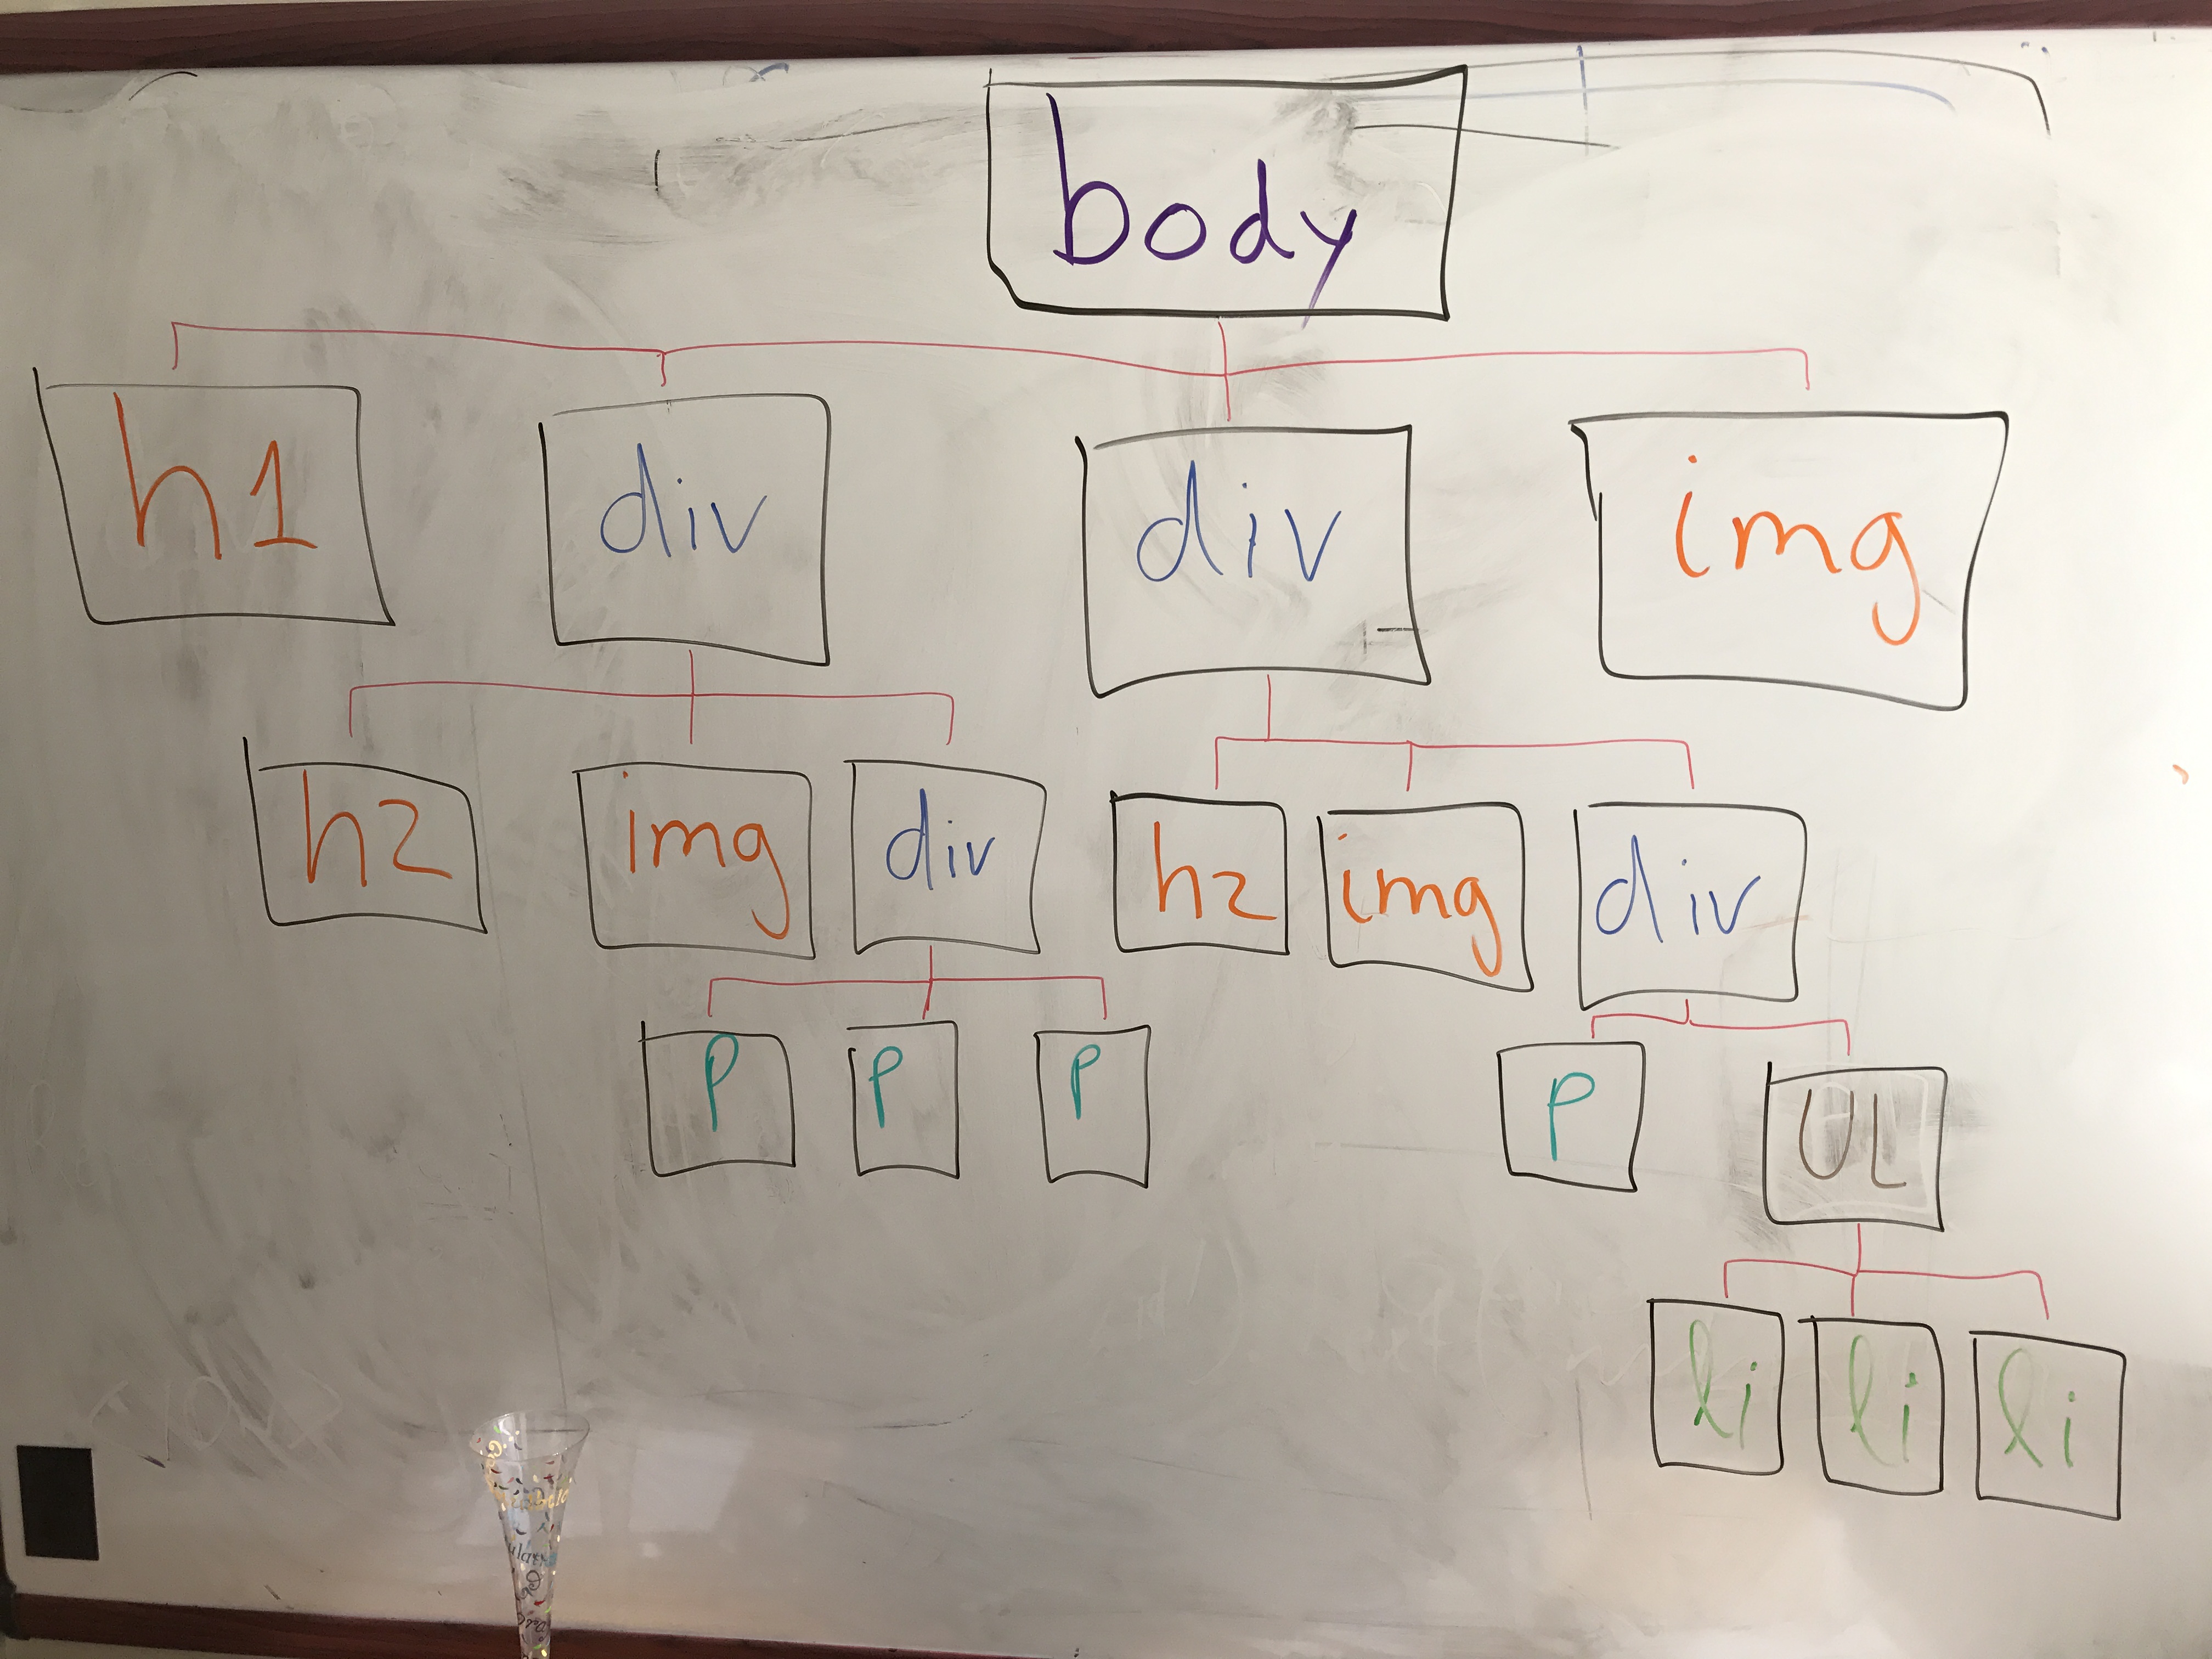 body
h1 div div img
h2 img div h2 img div
p p p p UL
li li li